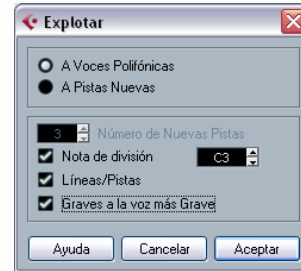 Explotar
A Voces Polifónicas
A Pistas Nuevas
3 Número de Nuevas Pistas
Nota de división C3
Líneas/Pistas
Graves a la voz más Grave
Ayuda Cancelar Aceptar